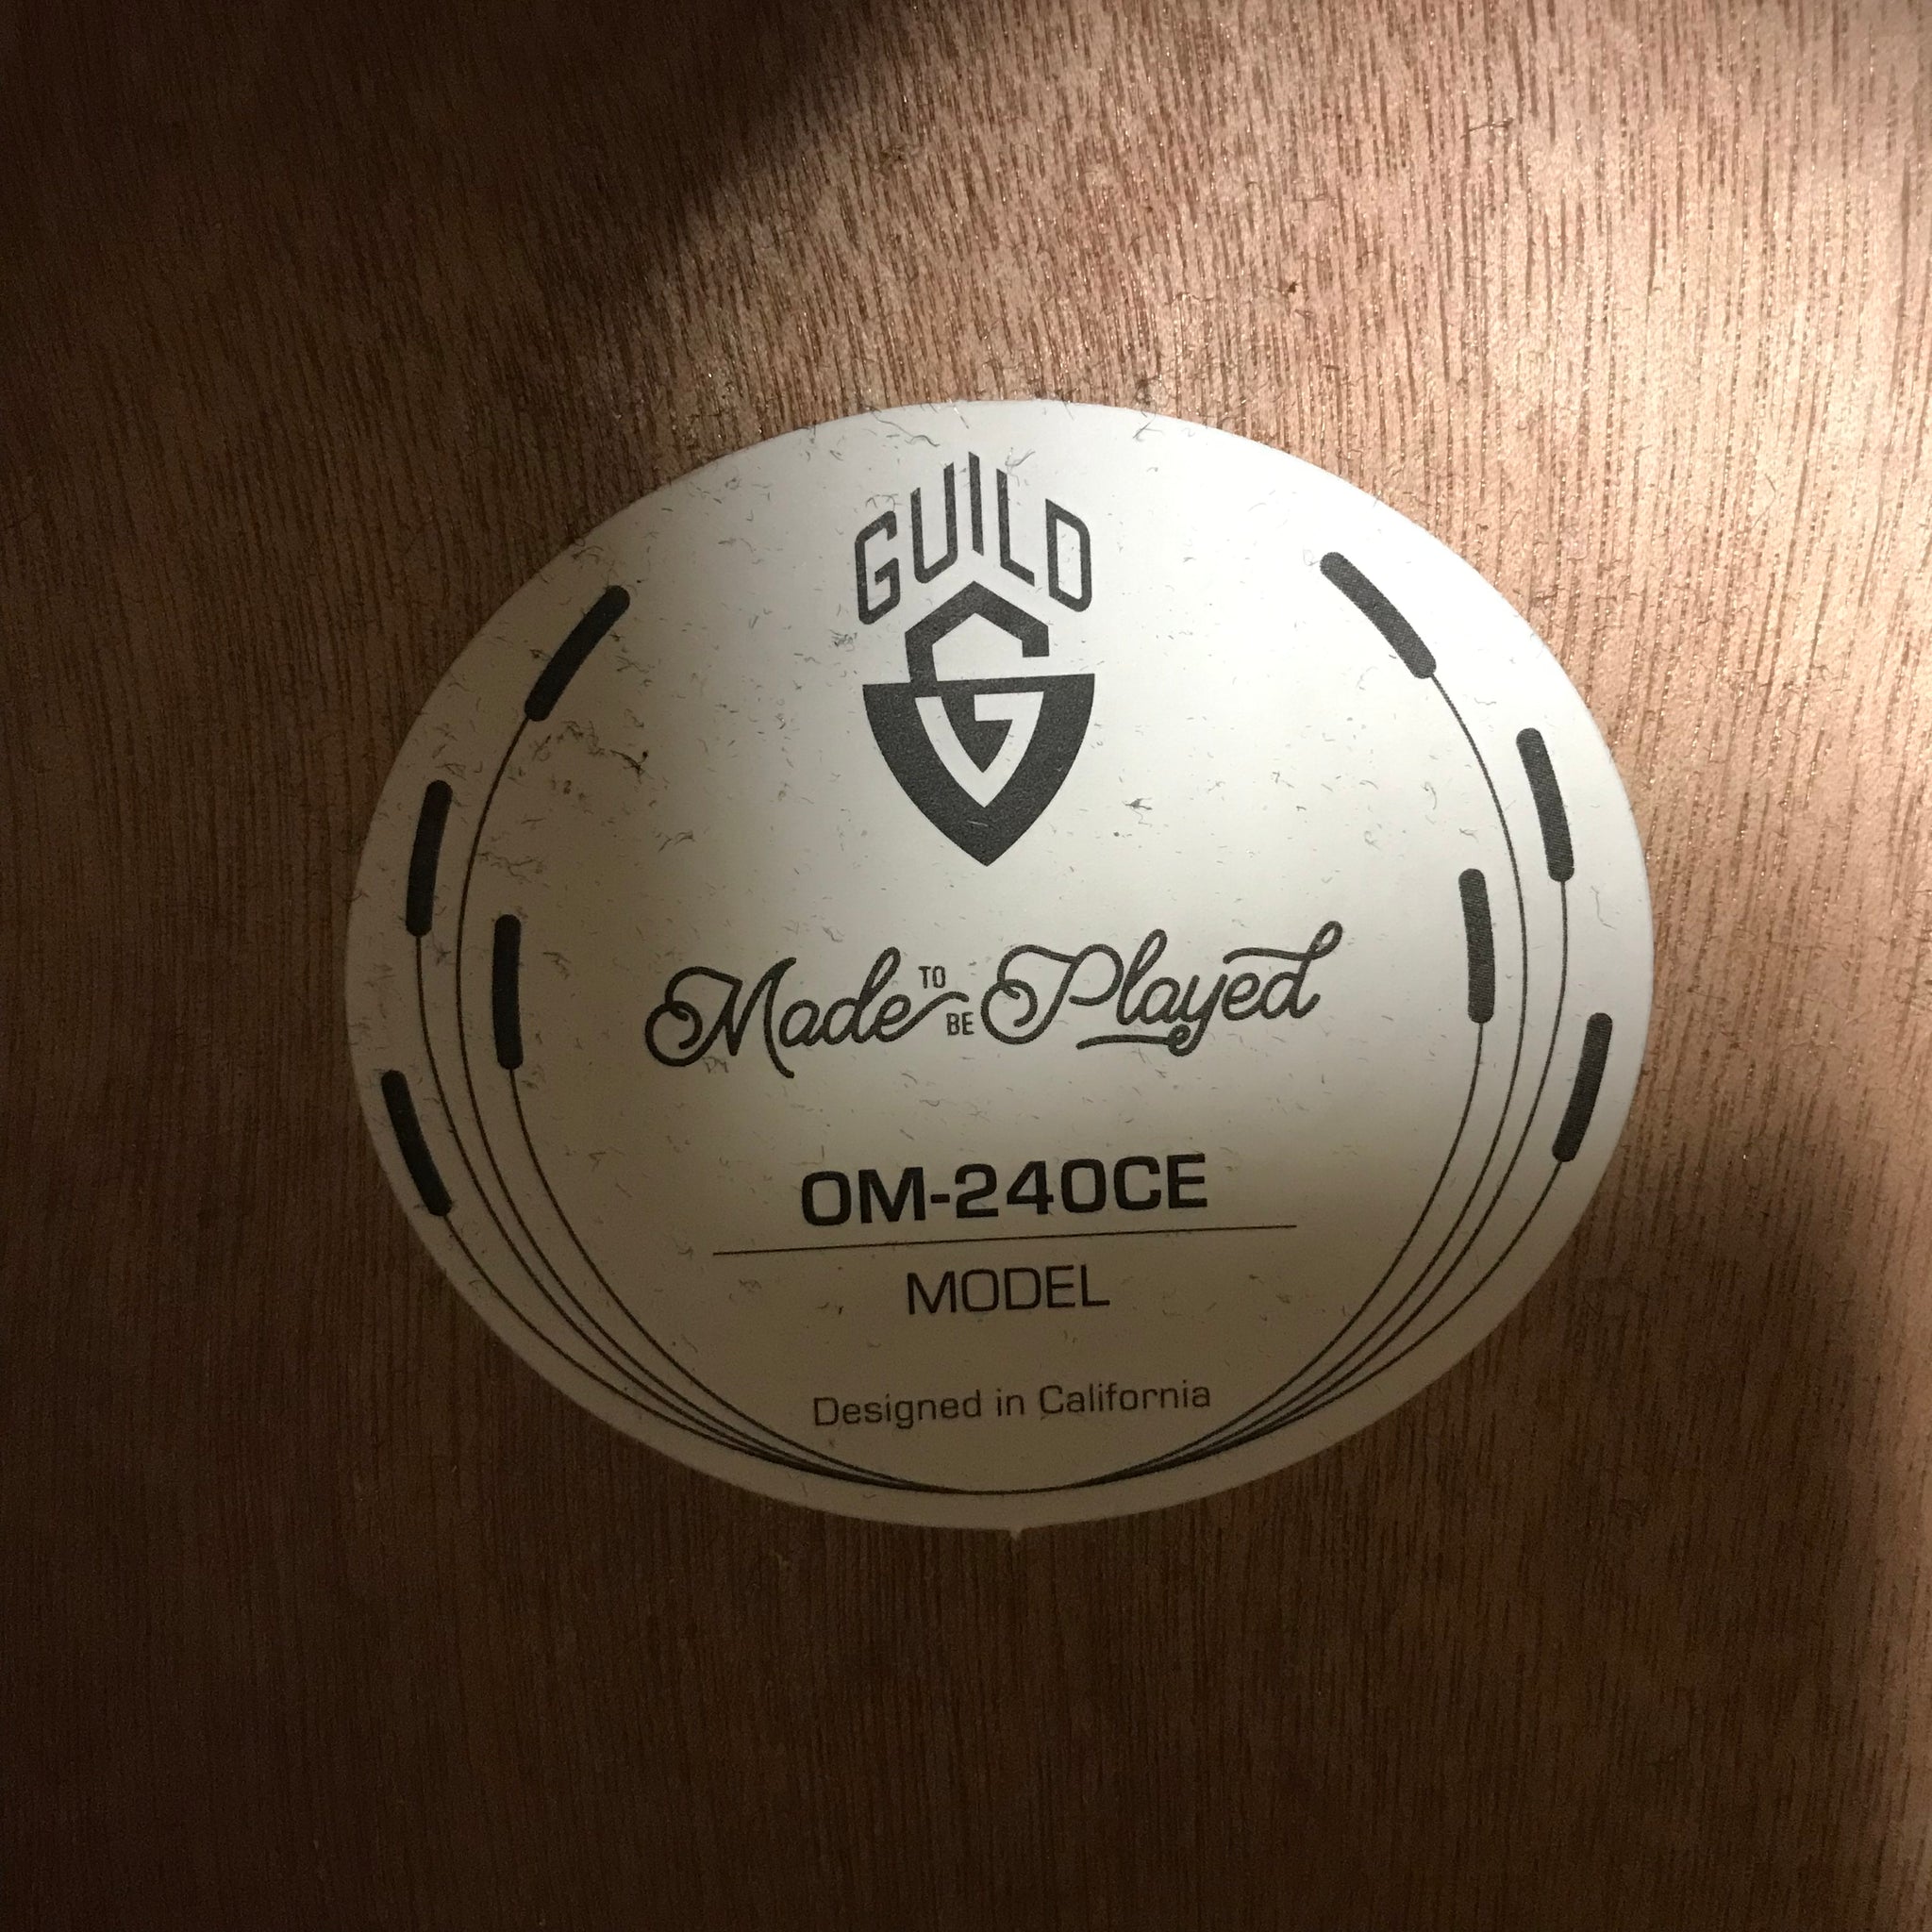 GUILD
G
Made TO BE Played
OM-240CE
MODEL
Designed in California